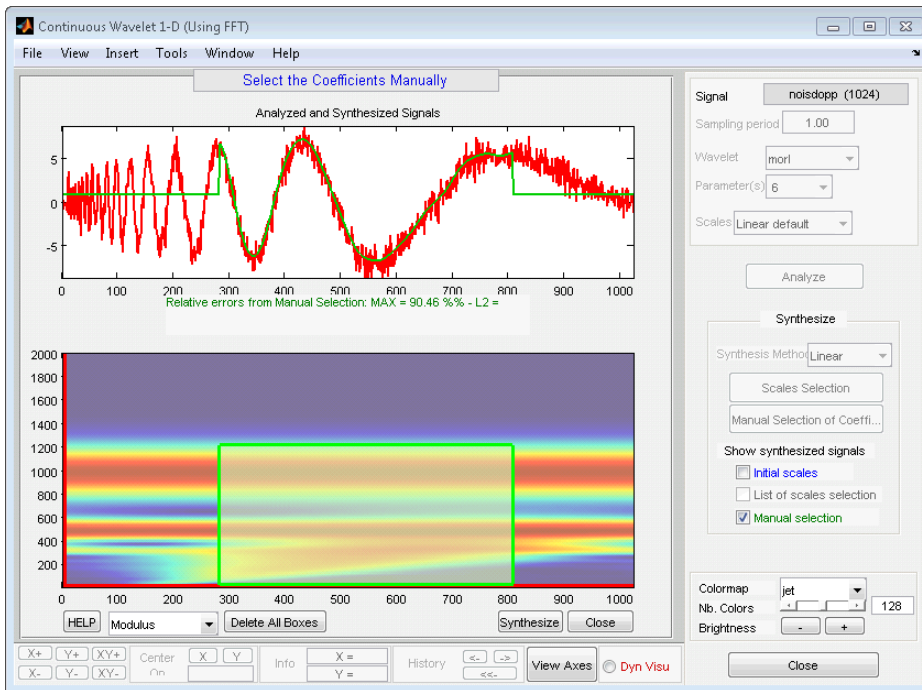 Continuous Wavelet 1-D (Using FFT)
File View Insert Tools Window Help
Select the Coefficients Manually
Analyzed and Synthesized Signals
5
0
-5
0 100 200 300 400 500 600 700 800 900 1000
Relative errors from Manual Selection: MAX = 90.46 %% - L2 =
2000
1800
1600
1400
1200
1000
800
600
400
200
0 100 200 300 400 500 600 700 800 900 1000
HELP Modulus Delete All Boxes Synthesize Close
X+ Y+ XY+ Center X Y Info X = History <- -> View Axes Dyn Visu
X- Y- XY- On Y = <<-
Signal noisdopp (1024)
Sampling period 1.00
Wavelet morl
Parameter(s) 6
Scales Linear default
Analyze
Synthesize
Synthesis Method Linear
Scales Selection
Manual Selection of Coeffi...
Show synthesized signals
Initial scales
List of scales selection
Manual selection
Colormap jet
Nb. Colors 128
Brightness - +
Close